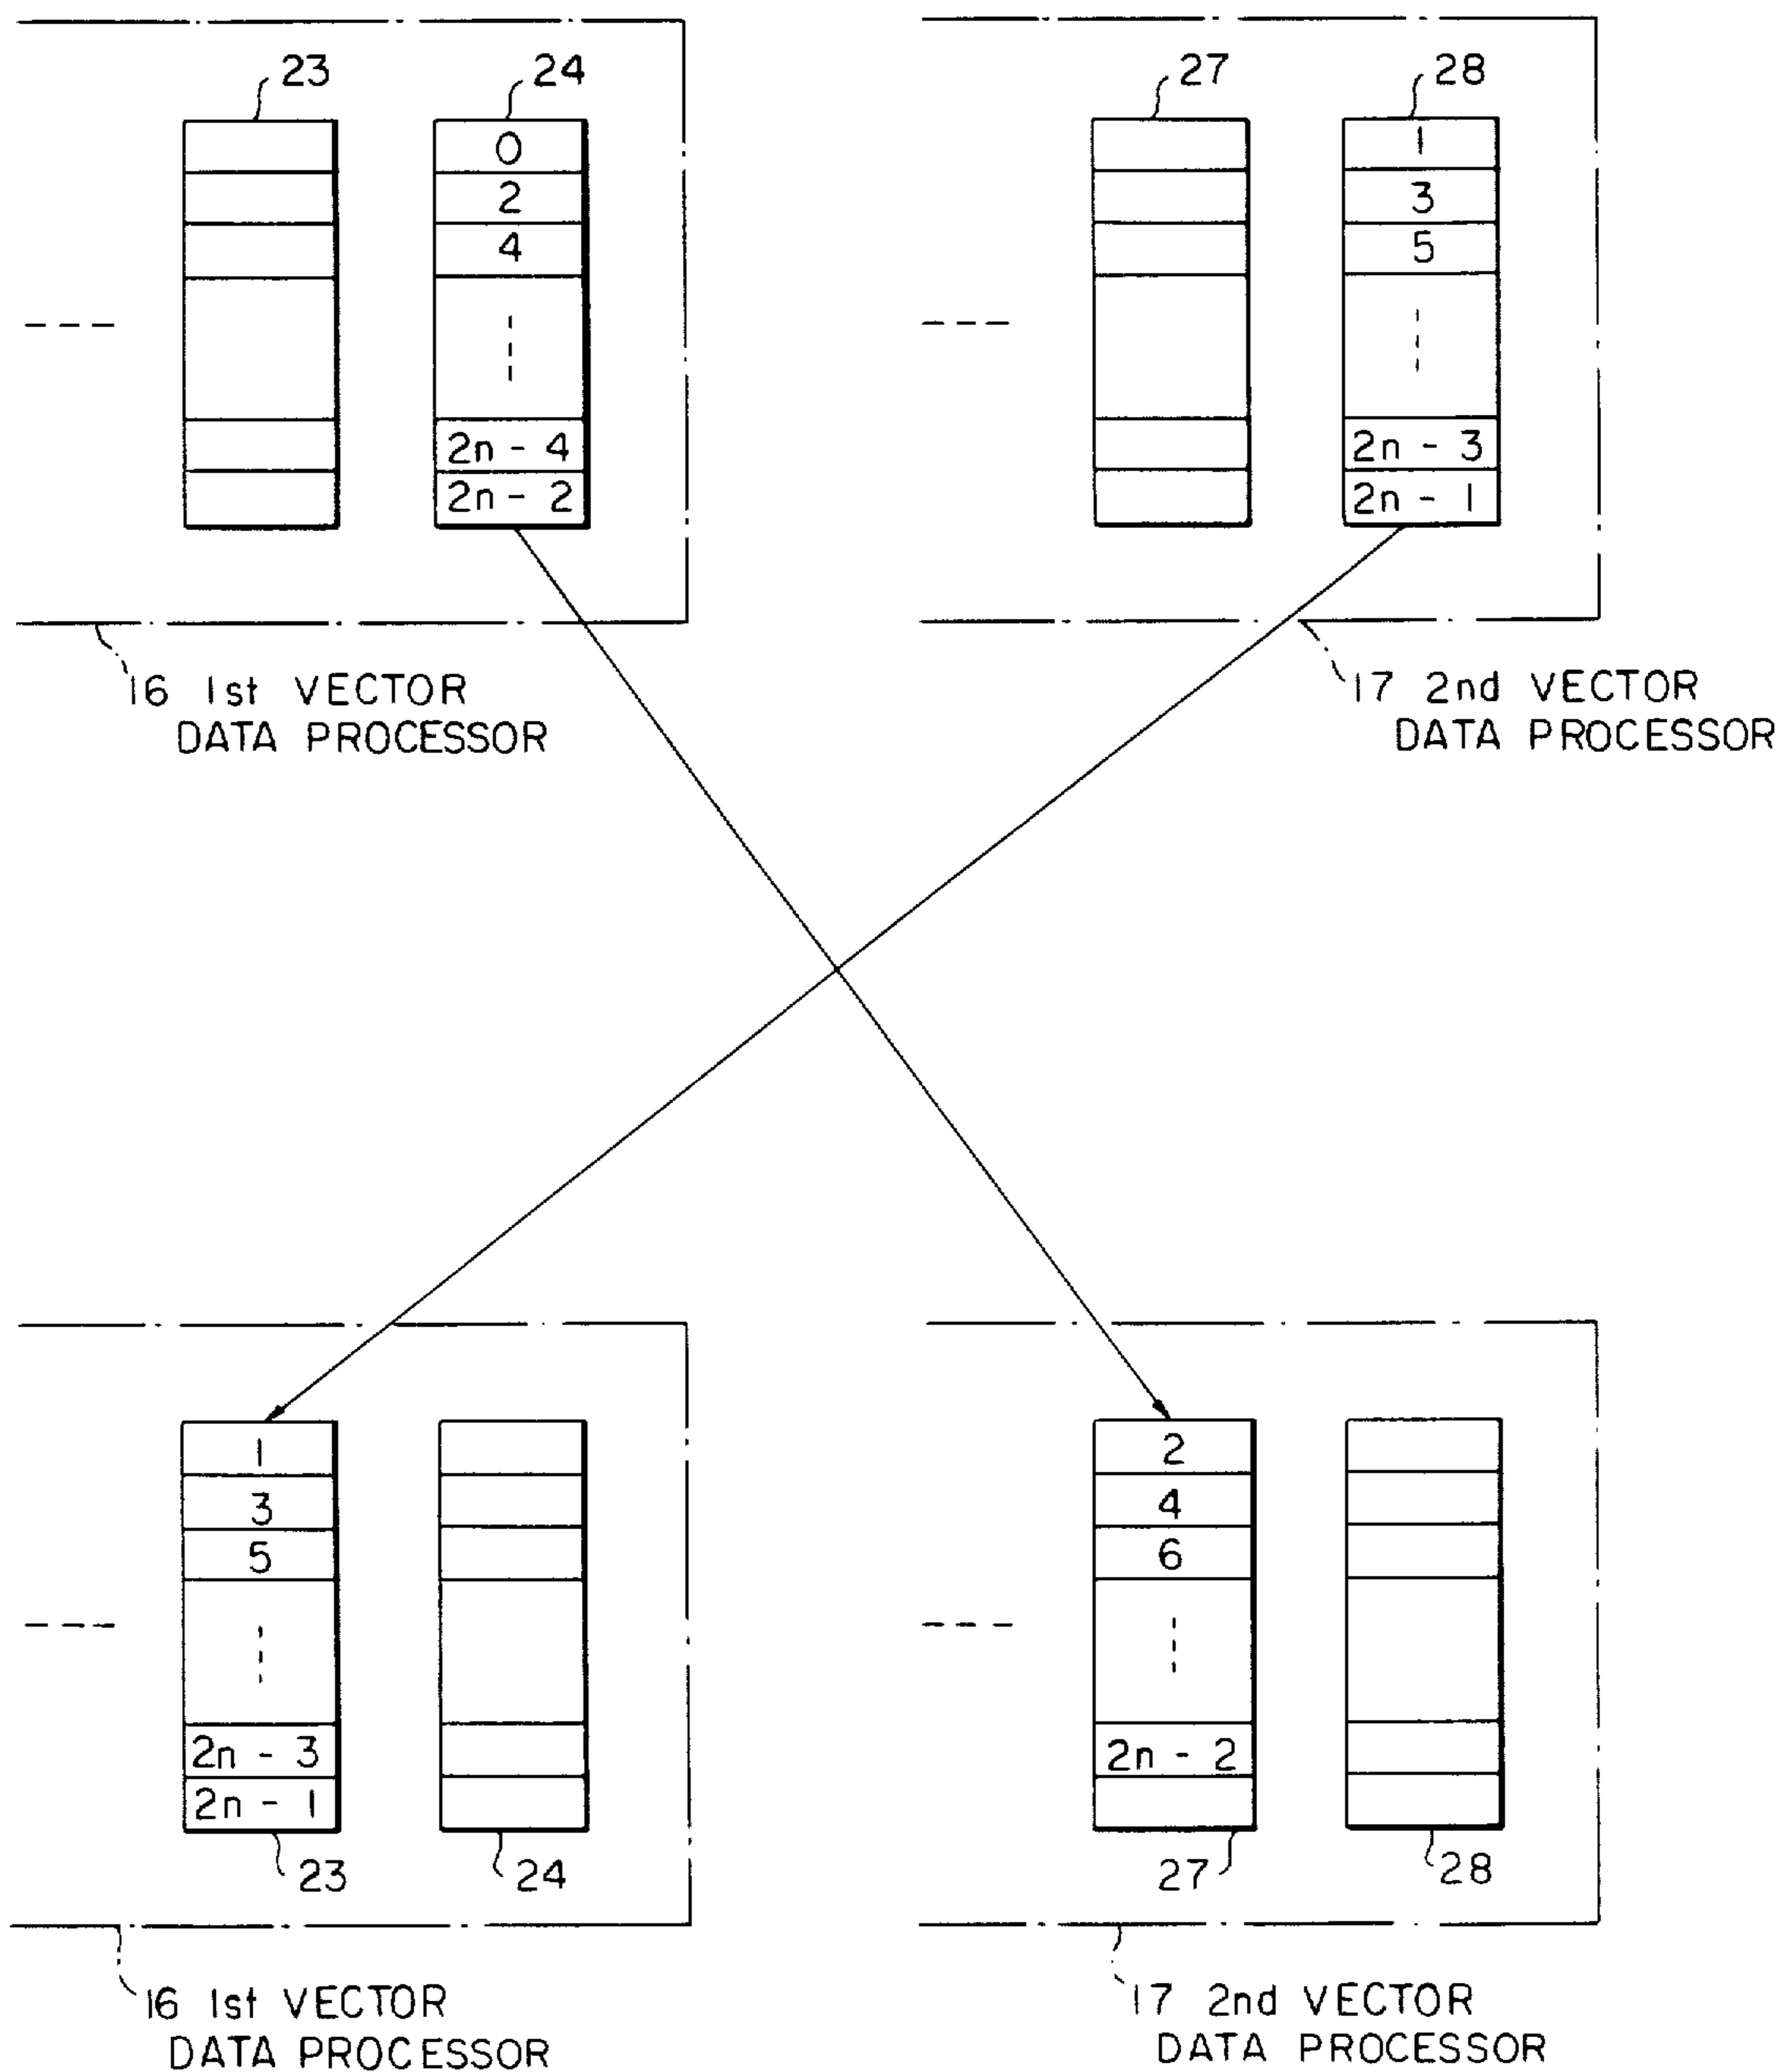 23 24 27 28
0 1
2 3
4 5
2n - 4 2n - 3
2n - 2 2n - 1
16 1st VECTOR
DATA PROCESSOR
17 2nd VECTOR
DATA PROCESSOR
1 2
3 4
5 6
2n - 3 2n - 2
2n - 1
23 24 27 28
16 1st VECTOR
DATA PROCESSOR
17 2nd VECTOR
DATA PROCESSOR